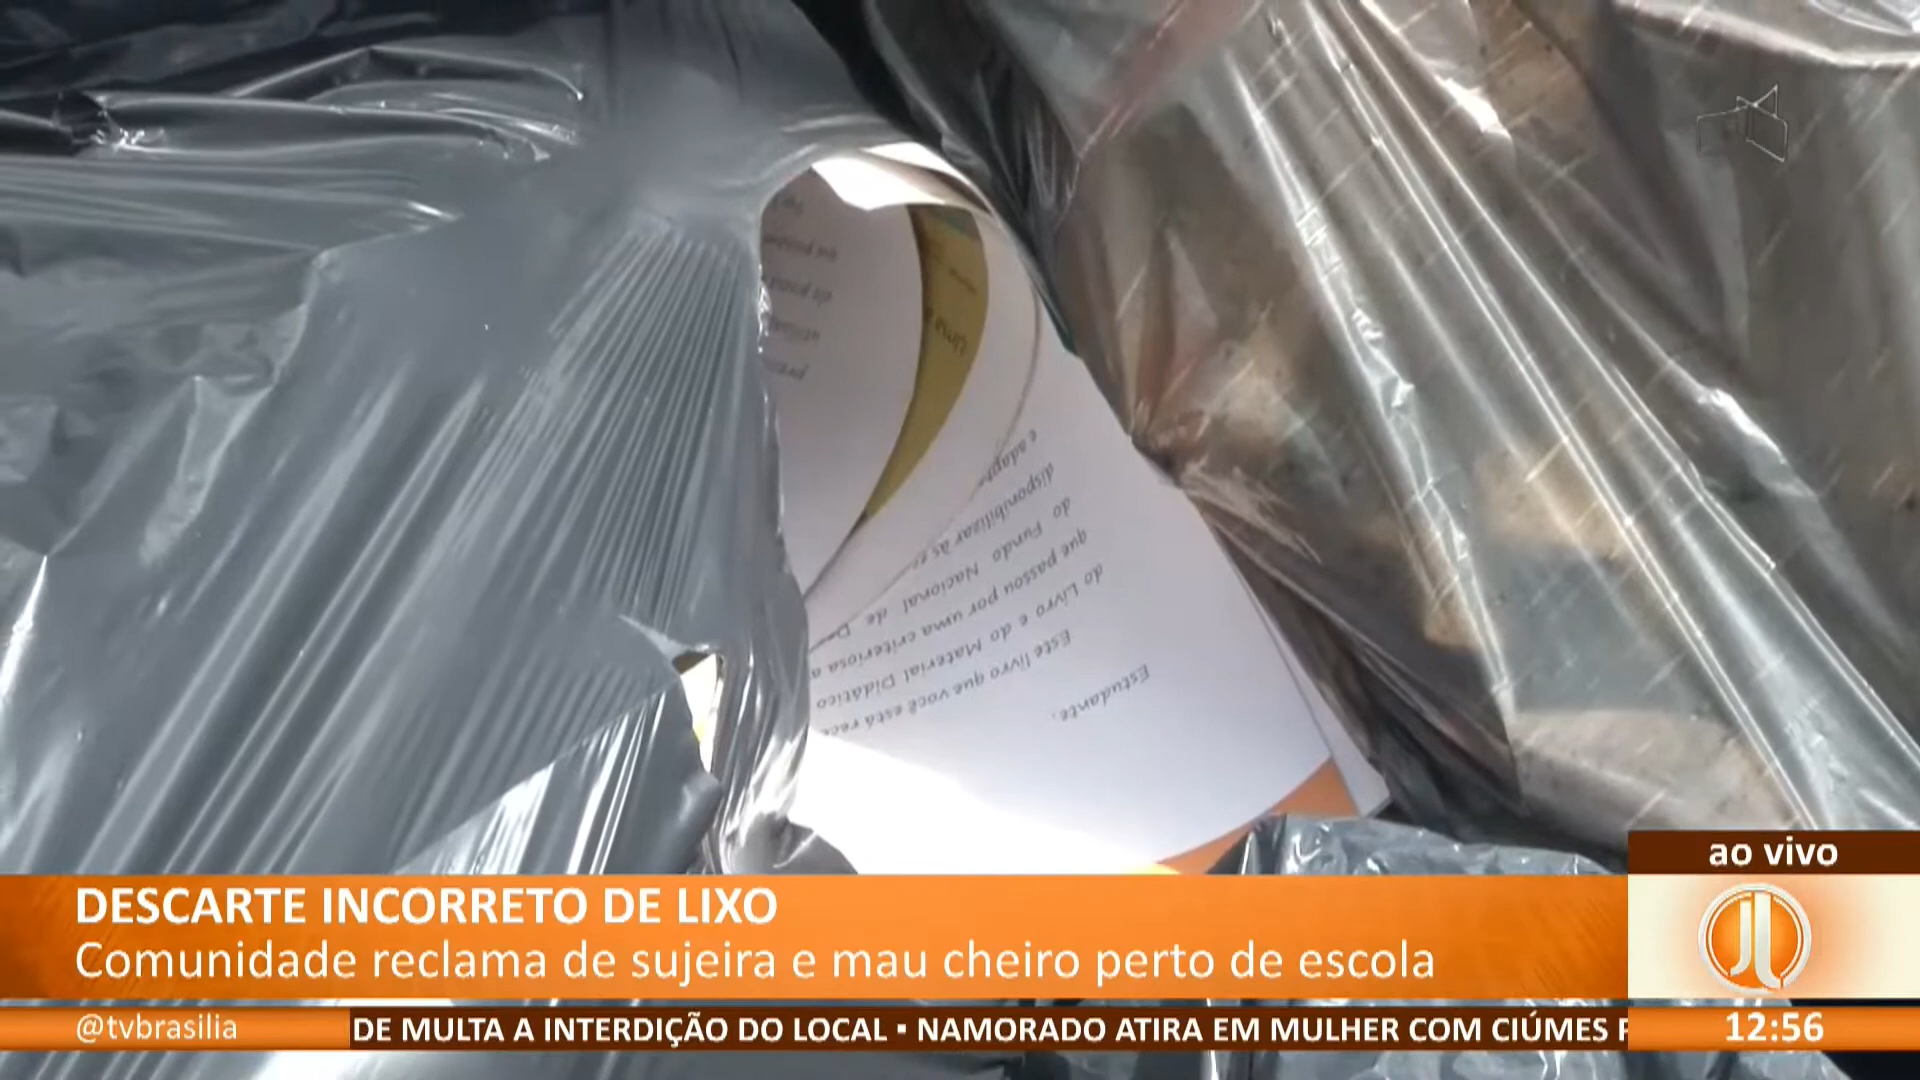 Estudante,
Este livro que você está
do Livro e do Material Didático
que passou por uma criteriosa
do Fundo Nacional de
disponibilizar às
e
ao vivo
DESCARTE INCORRETO DE LIXO
Comunidade reclama de sujeira e mau cheiro perto de escola
@tvbrasilia
DE MULTA A INTERDIÇÃO DO LOCAL ▪ NAMORADO ATIRA EM MULHER COM CIÚMES
12:56